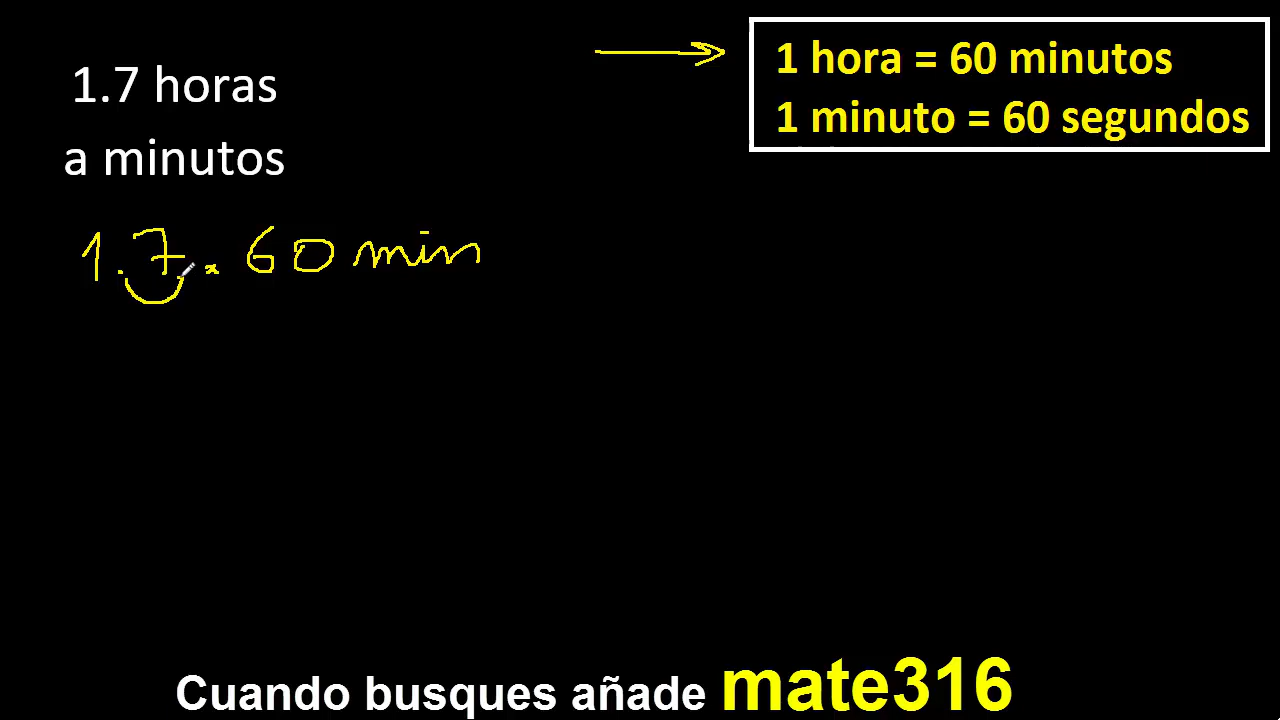 1.7 horas
a minutos
1 hora = 60 minutos
1 minuto = 60 segundos
1.7 × 60 min
Cuando busques añade mate316